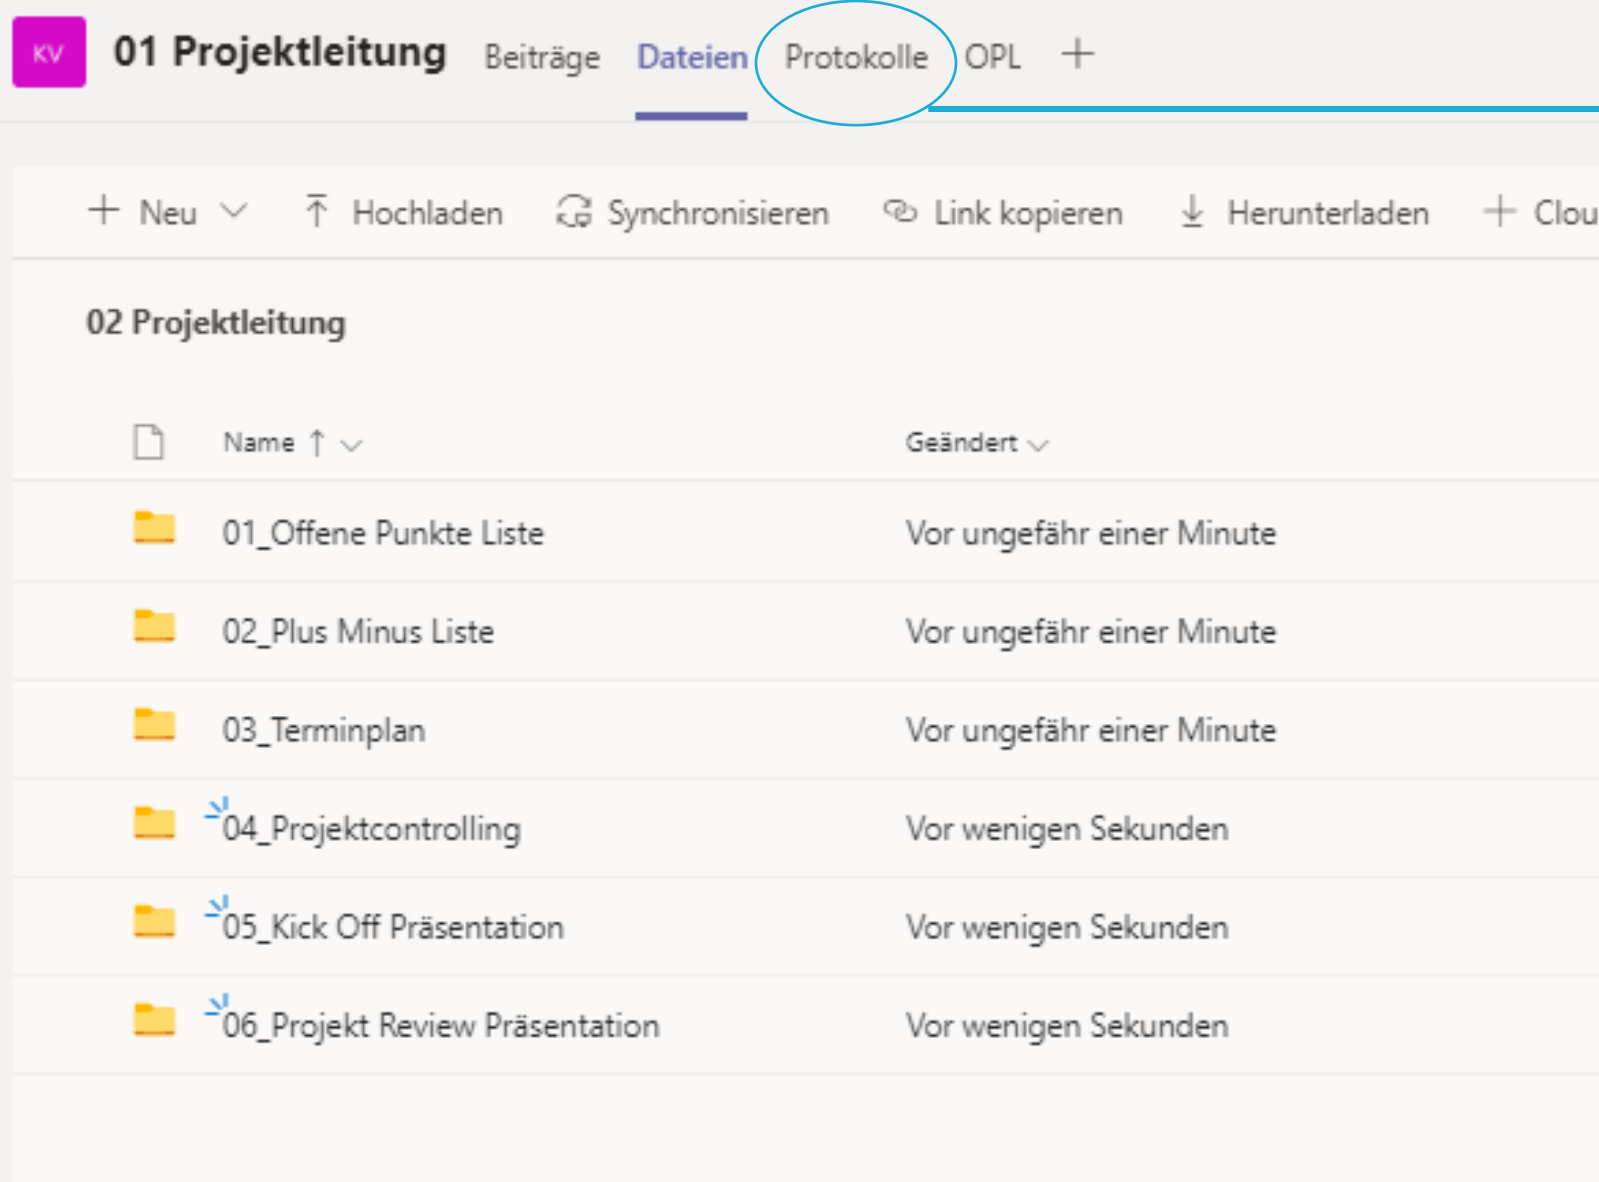 KV 01 Projektleitung Beiträge Dateien Protokolle OPL
Neu Hochladen Synchronisieren Link kopieren Herunterladen Clou
02 Projektleitung
Name Geändert
01_Offene Punkte Liste Vor ungefähr einer Minute
02_Plus Minus Liste Vor ungefähr einer Minute
03_Terminplan Vor ungefähr einer Minute
04_Projektcontrolling Vor wenigen Sekunden
05_Kick Off Präsentation Vor wenigen Sekunden
06_Projekt Review Präsentation Vor wenigen Sekunden